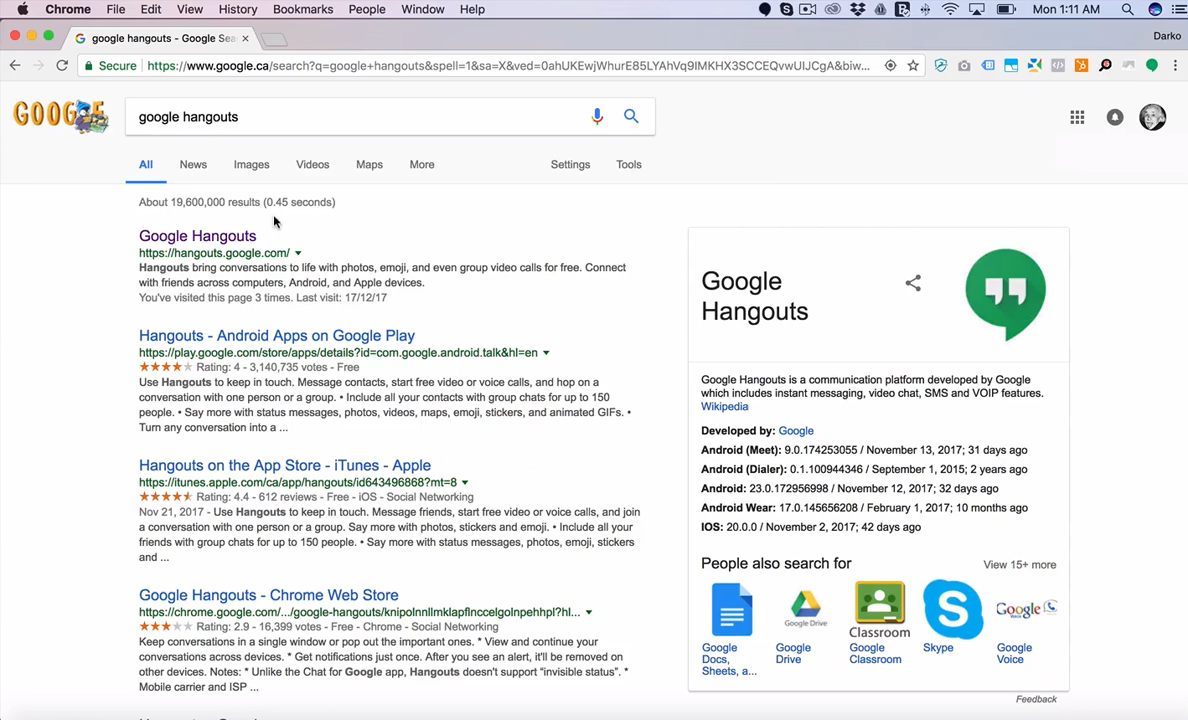 Chrome File Edit View History Bookmarks People Window Help Mon 1:11 AM
google hangouts - Google Sea
Darko
Secure https://www.google.ca/search?q=google+hangouts&spell=1&sa=X&ved=0ahUKEwjWhurE85LYAhVq9IMKHX3SCCEQvwUIJCgA&biw...
GOOGLE
google hangouts
All News Images Videos Maps More Settings Tools
About 19,600,000 results (0.45 seconds)
Google Hangouts
https://hangouts.google.com/
Hangouts bring conversations to life with photos, emoji, and even group video calls for free. Connect
with friends across computers, Android, and Apple devices.
You've visited this page 3 times. Last visit: 17/12/17
Hangouts - Android Apps on Google Play
https://play.google.com/store/apps/details?id=com.google.android.talk&hl=en
Rating: 4 - 3,140,735 votes - Free
Use Hangouts to keep in touch. Message contacts, start free video or voice calls, and hop on a
conversation with one person or a group. • Include all your contacts with group chats for up to 150
people. • Say more with status messages, photos, videos, maps, emoji, stickers, and animated GIFs. •
Turn any conversation into a ...
Hangouts on the App Store - iTunes - Apple
https://itunes.apple.com/ca/app/hangouts/id643496868?mt=8
Rating: 4.4 - 612 reviews - Free - iOS - Social Networking
Nov 21, 2017 - Use Hangouts to keep in touch. Message friends, start free video or voice calls, and join
a conversation with one person or a group. Say more with photos, stickers and emoji. • Include all your
friends with group chats for up to 150 people. • Say more with status messages, photos, emoji, stickers
and ...
Google Hangouts - Chrome Web Store
https://chrome.google.com/.../google-hangouts/knipolnnllmklapflnccelgolnpehhpl?hl...
Rating: 2.9 - 16,399 votes - Free - Chrome - Social Networking
Keep conversations in a single window or pop out the important ones. * View and continue your
conversations across devices. * Get notifications just once. After you see an alert, it'll be removed on
other devices. Notes: * Unlike the Chat for Google app, Hangouts doesn't support "invisible status". *
Mobile carrier and ISP ...
Google
Hangouts
Google Hangouts is a communication platform developed by Google
which includes instant messaging, video chat, SMS and VOIP features.
Wikipedia
Developed by: Google
Android (Meet): 9.0.174253055 / November 13, 2017; 31 days ago
Android (Dialer): 0.1.100944346 / September 1, 2015; 2 years ago
Android: 23.0.172956998 / November 12, 2017; 32 days ago
Android Wear: 17.0.145656208 / February 1, 2017; 10 months ago
IOS: 20.0.0 / November 2, 2017; 42 days ago
People also search for View 15+ more
Google Drive
Classroom
Google
Google
Docs,
Sheets, a...
Google
Drive
Google
Classroom
Skype
Google
Voice
Feedback